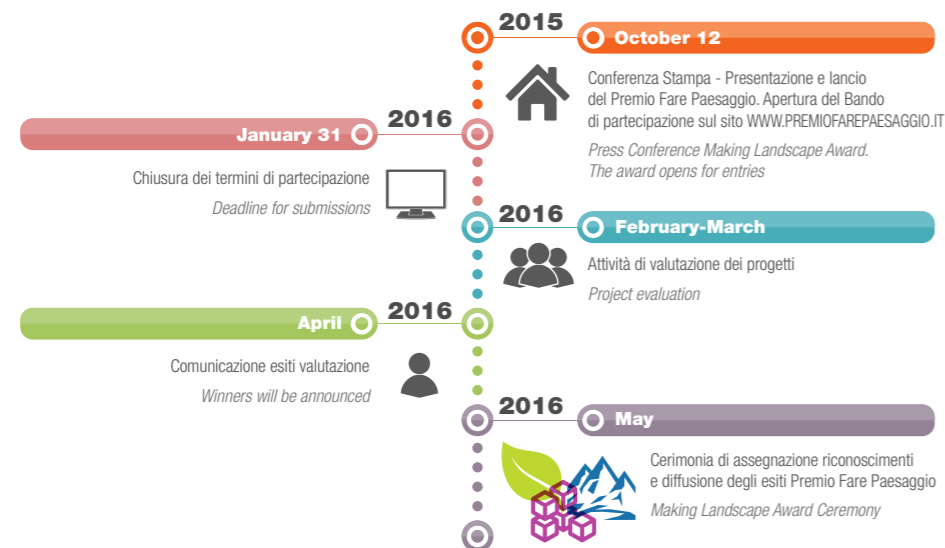 2015
October 12
Conferenza Stampa - Presentazione e lancio
del Premio Fare Paesaggio. Apertura del Bando
di partecipazione sul sito WWW.PREMIOFAREPAESAGGIO.IT
Press Conference Making Landscape Award.
The award opens for entries
2016
January 31
Chiusura dei termini di partecipazione
Deadline for submissions
2016
February-March
Attività di valutazione dei progetti
Project evaluation
2016
April
Comunicazione esiti valutazione
Winners will be announced
2016
May
Cerimonia di assegnazione riconoscimenti
e diffusione degli esiti Premio Fare Paesaggio
Making Landscape Award Ceremony